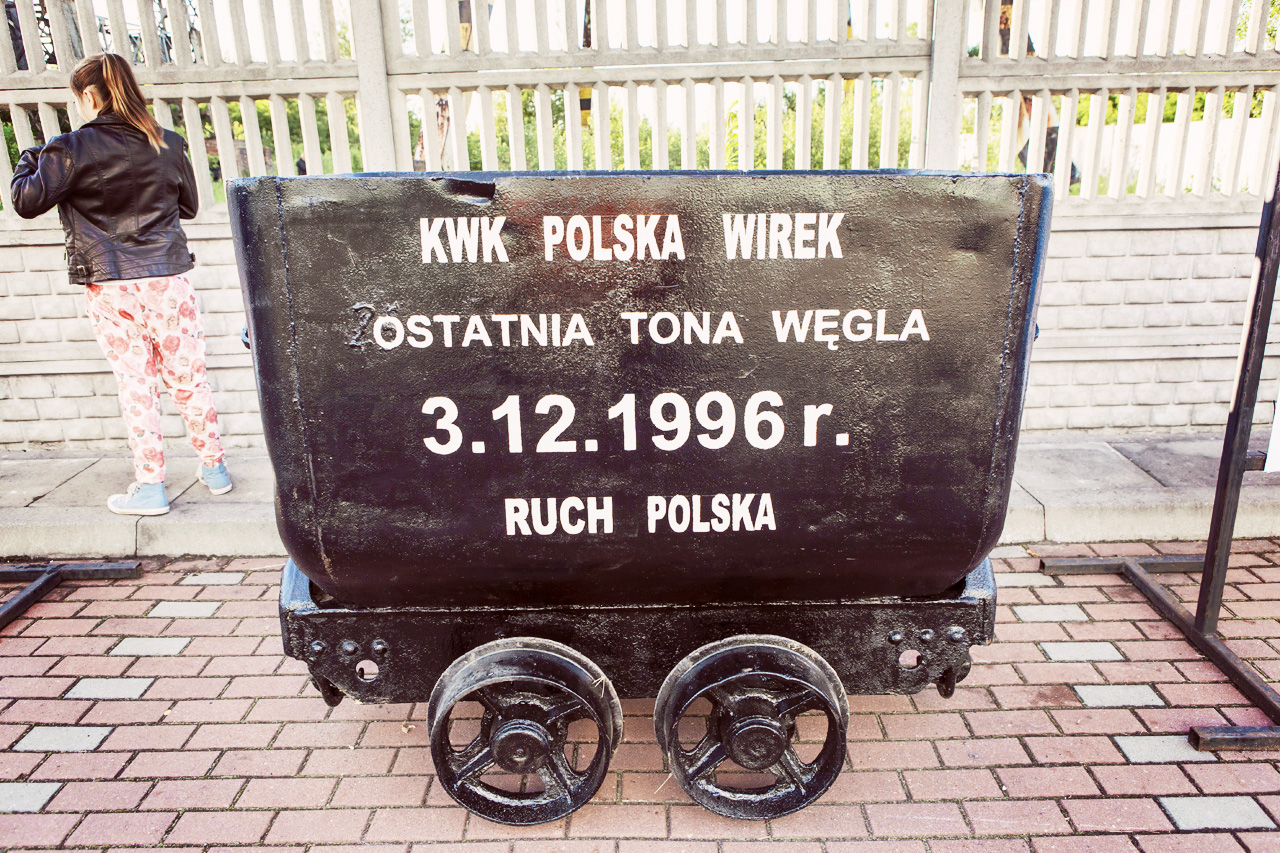 KWK POLSKA WIREK
OSTATNIA TONA WĘGLA
3.12.1996 r.
RUCH POLSKA